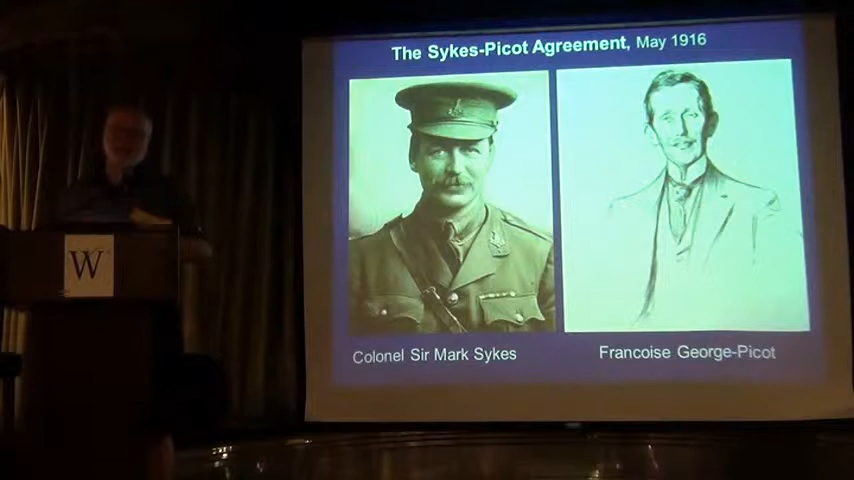 The Sykes-Picot Agreement, May 1916
Colonel Sir Mark Sykes
Francoise George-Picot
W